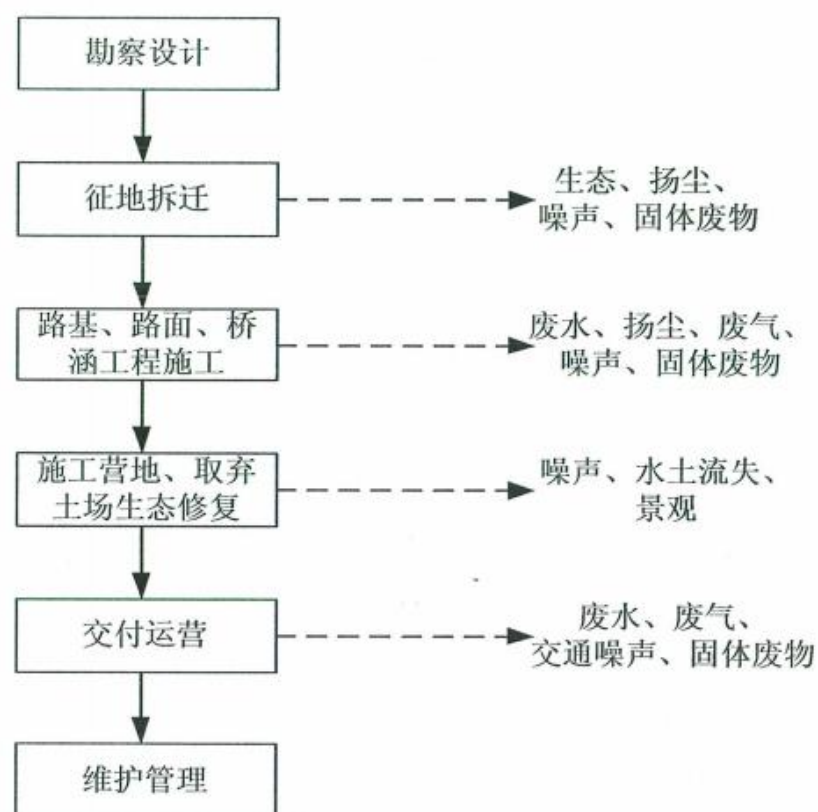 勘察设计
征地拆迁
生态、扬尘、
噪声、固体废物
路基、路面、桥
涵工程施工
废水、扬尘、废气、
噪声、固体废物
施工营地、取弃
土场生态修复
噪声、水土流失、
景观
交付运营
废水、废气、
交通噪声、固体废物
维护管理